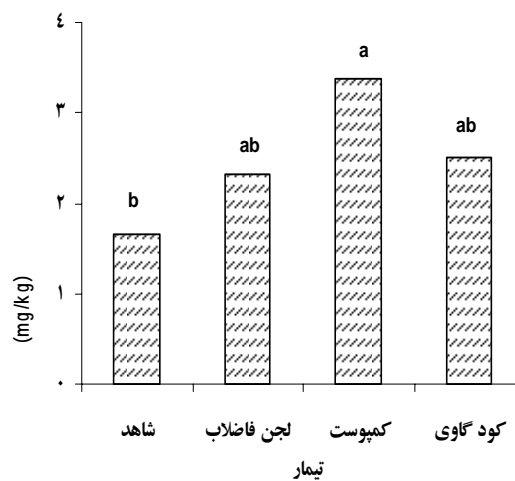 ٤
a
٣
ab
ab
٢
b
١
(mg/kg)
٠
شاهد
لجن فاضلاب
کمپوست
کود گاوی
تیمار